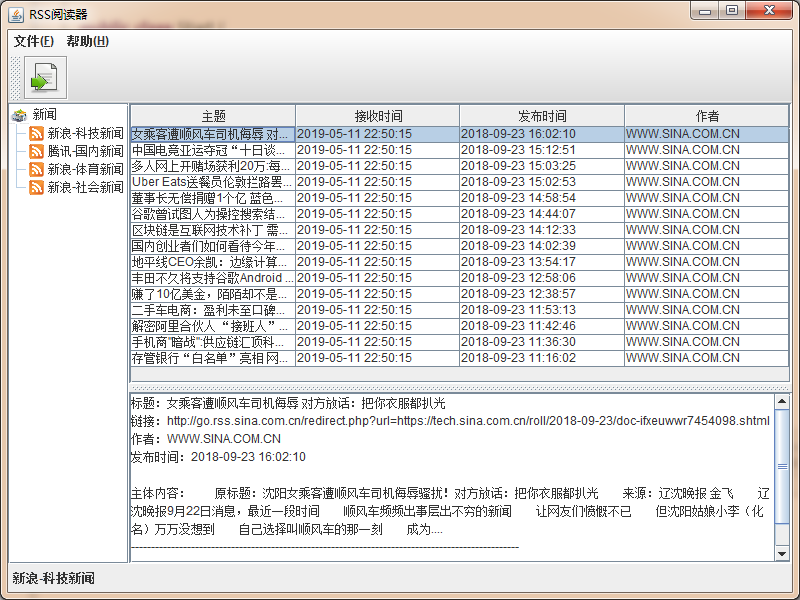 RSS阅读器
文件(F) 帮助(H)
新闻
新浪-科技新闻
腾讯-国内新闻
新浪-体育新闻
新浪-社会新闻
主题 接收时间 发布时间 作者
女乘客遭顺风车司机侮辱 对... 2019-05-11 22:50:15 2018-09-23 16:02:10 WWW.SINA.COM.CN
中国电竞亚运夺冠“十日谈... 2019-05-11 22:50:15 2018-09-23 15:12:51 WWW.SINA.COM.CN
多人网上开赌场获利20万:每... 2019-05-11 22:50:15 2018-09-23 15:03:25 WWW.SINA.COM.CN
Uber Eats送餐员伦敦拦路罢... 2019-05-11 22:50:15 2018-09-23 15:02:53 WWW.SINA.COM.CN
董事长无偿捐赠1个亿 蓝色... 2019-05-11 22:50:15 2018-09-23 14:58:54 WWW.SINA.COM.CN
谷歌曾试图人为操控搜索结... 2019-05-11 22:50:15 2018-09-23 14:44:07 WWW.SINA.COM.CN
区块链是互联网技术补丁 需... 2019-05-11 22:50:15 2018-09-23 14:12:33 WWW.SINA.COM.CN
国内创业者们如何看待今年... 2019-05-11 22:50:15 2018-09-23 14:02:39 WWW.SINA.COM.CN
地平线CEO余凯：边缘计算... 2019-05-11 22:50:15 2018-09-23 13:54:17 WWW.SINA.COM.CN
丰田不久将支持谷歌Android ... 2019-05-11 22:50:15 2018-09-23 12:58:06 WWW.SINA.COM.CN
赚了10亿美金，陌陌却不是... 2019-05-11 22:50:15 2018-09-23 12:38:57 WWW.SINA.COM.CN
二手车电商：盈利未至口碑... 2019-05-11 22:50:15 2018-09-23 11:53:13 WWW.SINA.COM.CN
解密阿里合伙人 “接班人”... 2019-05-11 22:50:15 2018-09-23 11:42:46 WWW.SINA.COM.CN
手机商"暗战":供应链汇顶科... 2019-05-11 22:50:15 2018-09-23 11:36:30 WWW.SINA.COM.CN
存管银行“白名单”亮相 网... 2019-05-11 22:50:15 2018-09-23 11:16:02 WWW.SINA.COM.CN
标题：女乘客遭顺风车司机侮辱 对方放话：把你衣服都扒光
链接：http://go.rss.sina.com.cn/redirect.php?url=https://tech.sina.com.cn/roll/2018-09-23/doc-ifxeuwwr7454098.shtml
作者：WWW.SINA.COM.CN
发布时间：2018-09-23 16:02:10
主体内容： 原标题：沈阳女乘客遭顺风车司机侮辱骚扰！对方放话：把你衣服都扒光 来源：辽沈晚报 金飞 辽
沈晚报9月22日消息，最近一段时间 顺风车频频出事层出不穷的新闻 让网友们愤慨不已 但沈阳姑娘小李（化
名）万万没想到 自己选择叫顺风车的那一刻 成为....
新浪-科技新闻